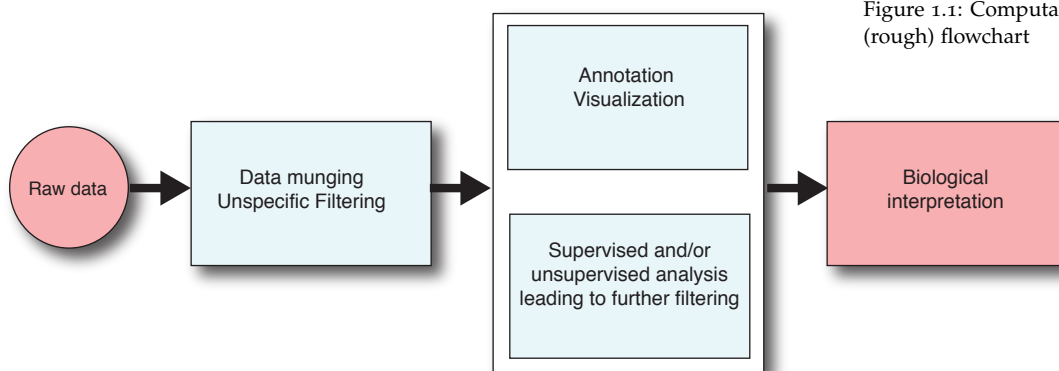 Figure 1.1: Computa
(rough) flowchart
Raw data
Data munging
Unspecific Filtering
Annotation
Visualization
Supervised and/or
unsupervised analysis
leading to further filtering
Biological
interpretation